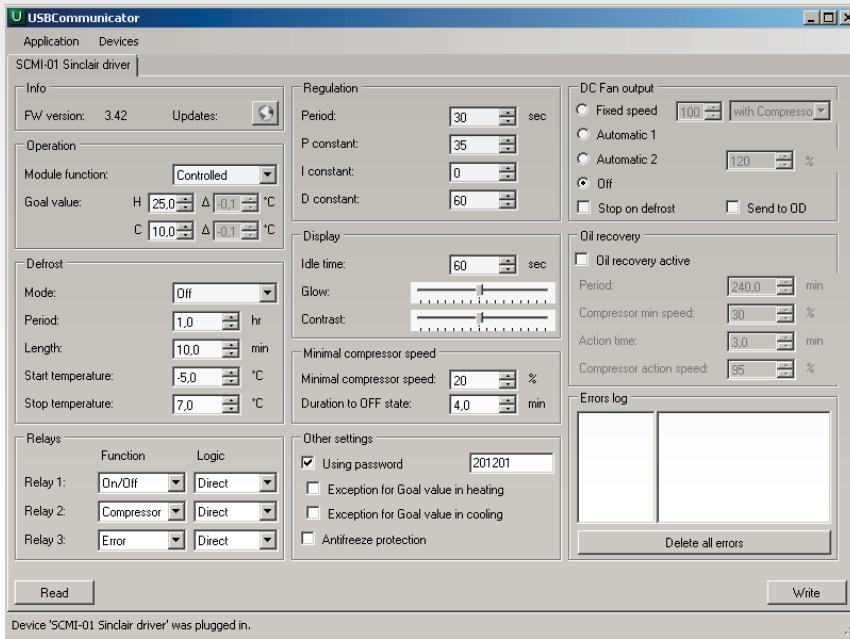 USBCommunicator
Application Devices
SCMI-01 Sinclair driver
Info
FW version: 3.42 Updates:
Operation
Module function: Controlled
Goal value: H 25,0 Δ -0,1 °C
C 10,0 Δ -0,1 °C
Defrost
Mode: Off
Period: 1,0 hr
Length: 10,0 min
Start temperature: -5,0 °C
Stop temperature: 7,0 °C
Relays
Function Logic
Relay 1: On/Off Direct
Relay 2: Compressor Direct
Relay 3: Error Direct
Regulation
Period: 30 sec
P constant: 35
I constant: 0
D constant: 60
Display
Idle time: 60 sec
Glow:
Contrast:
Minimal compressor speed
Minimal compressor speed: 20 %
Duration to OFF state: 4,0 min
Other settings
Using password 201201
Exception for Goal value in heating
Exception for Goal value in cooling
Antifreeze protection
DC Fan output
Fixed speed 100 with Compresso
Automatic 1
Automatic 2 120 %
Off
Stop on defrost Send to OD
Oil recovery
Oil recovery active
Period: 240,0 min
Compressor min speed: 30 %
Action time: 3,0 min
Compressor action speed: 95 %
Errors log
Delete all errors
Read Write
Device 'SCMI-01 Sinclair driver' was plugged in.